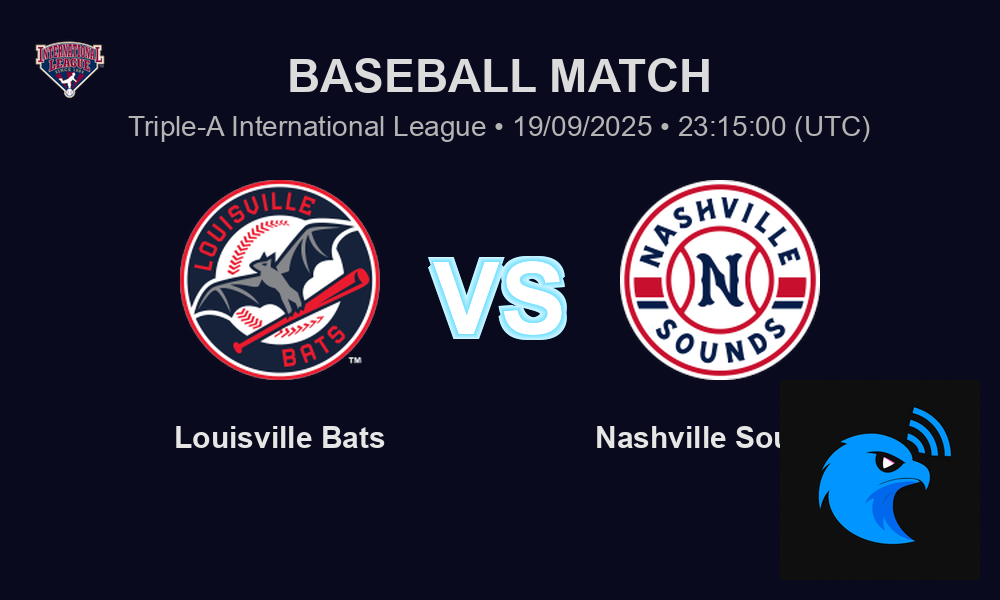 INTERNATIONAL
LEAGUE
BASEBALL MATCH
Triple-A International League • 19/09/2025 • 23:15:00 (UTC)
LOUISVILLE
BATS
TM
VS
NASHVILLE
N
SOUNDS
Louisville Bats
Nashville Sou